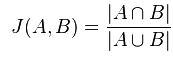 J(A, B) = |A ∩ B| / |A ∪ B|